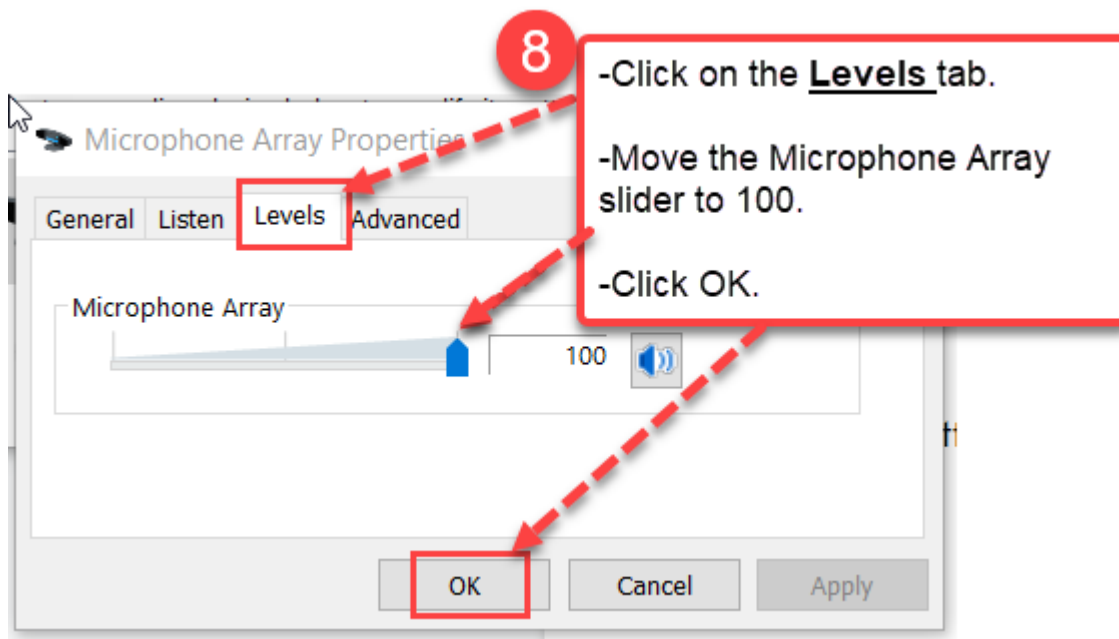 8
-Click on the Levels tab.
-Move the Microphone Array
slider to 100.
-Click OK.
Microphone Array Properties
General Listen Levels Advanced
Microphone Array
100
OK Cancel Apply